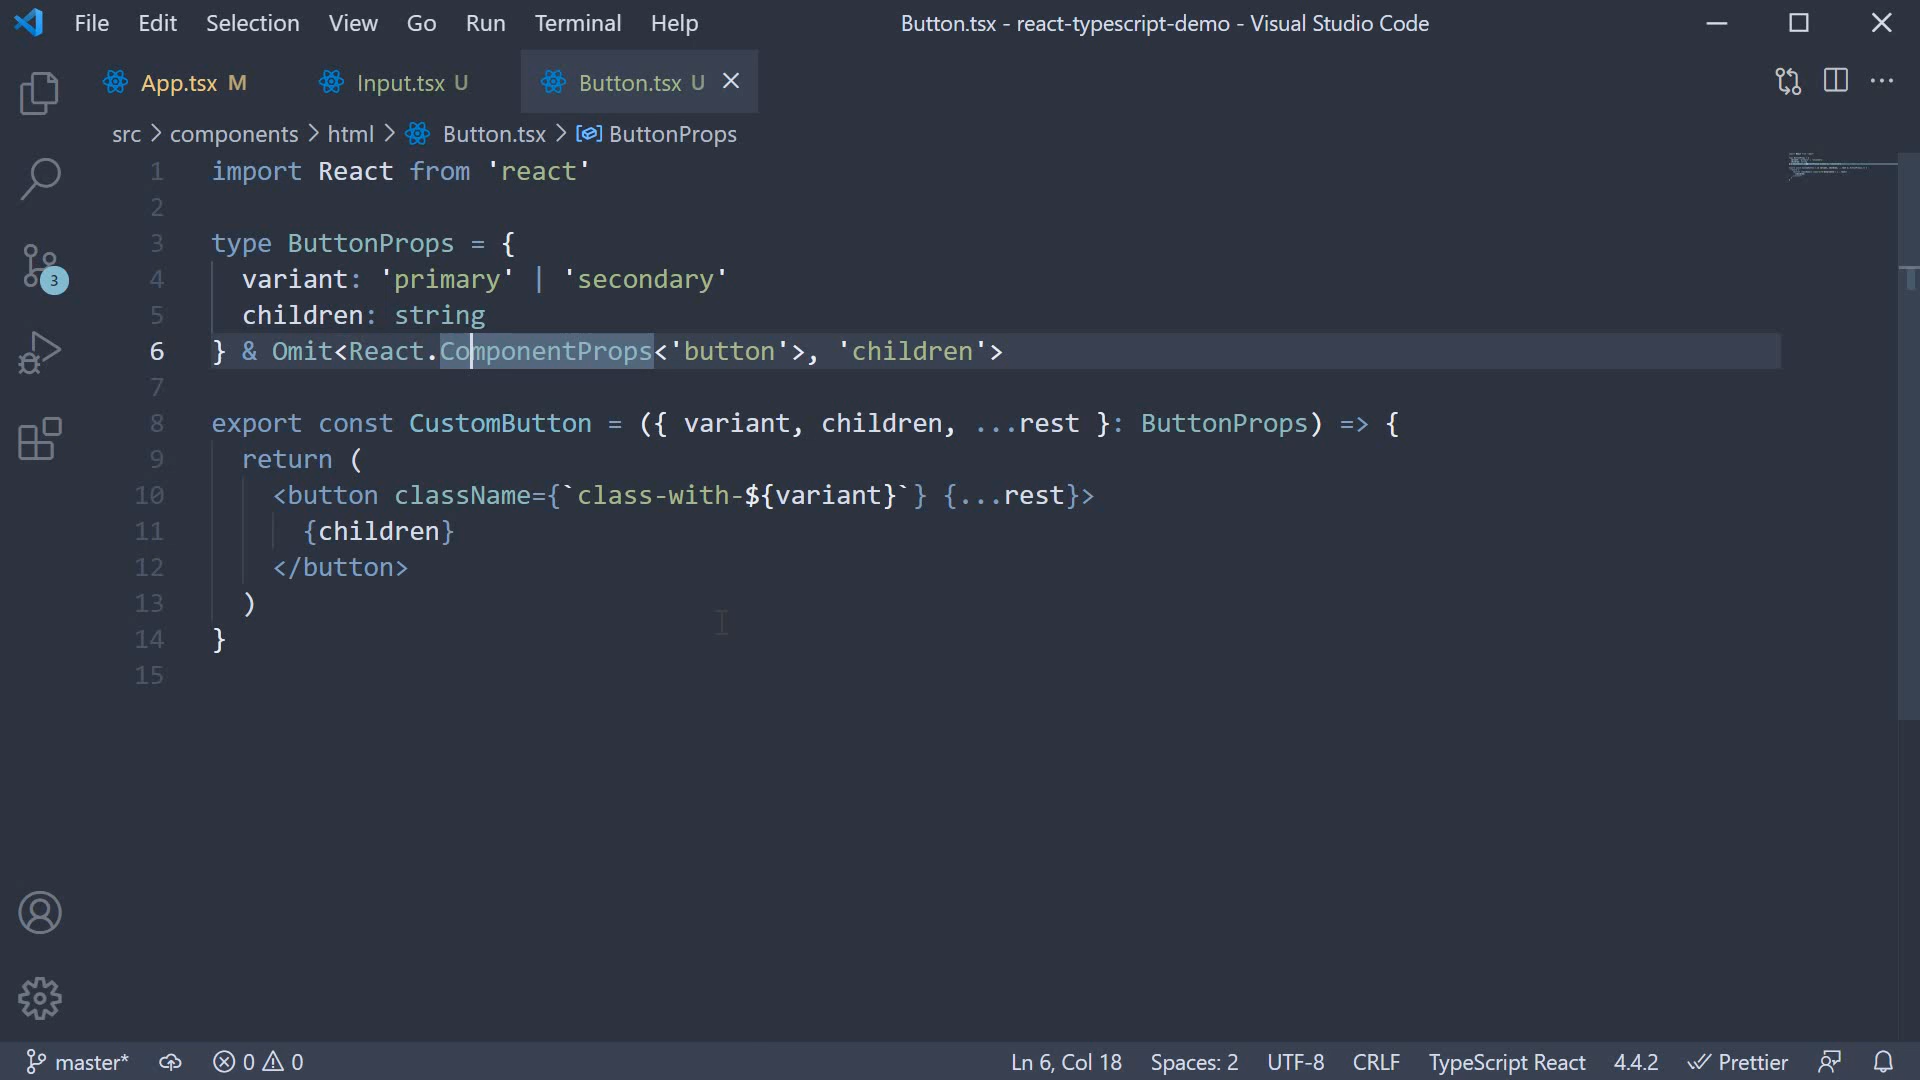 File Edit Selection View Go Run Terminal Help Button.tsx - react-typescript-demo - Visual Studio Code
App.tsx M Input.tsx U Button.tsx U
src > components > html > Button.tsx > ButtonProps
1 import React from 'react'
2
3 type ButtonProps = {
4 variant: 'primary' | 'secondary'
5 children: string
6 } & Omit<React.ComponentProps<'button'>, 'children'>
7
8 export const CustomButton = ({ variant, children, ...rest }: ButtonProps) => {
9 return (
10 <button className={`class-with-${variant}`} {...rest}>
11 {children}
12 </button>
13 )
14 }
15
3
master* 0 0 Ln 6, Col 18 Spaces: 2 UTF-8 CRLF TypeScript React 4.4.2 Prettier